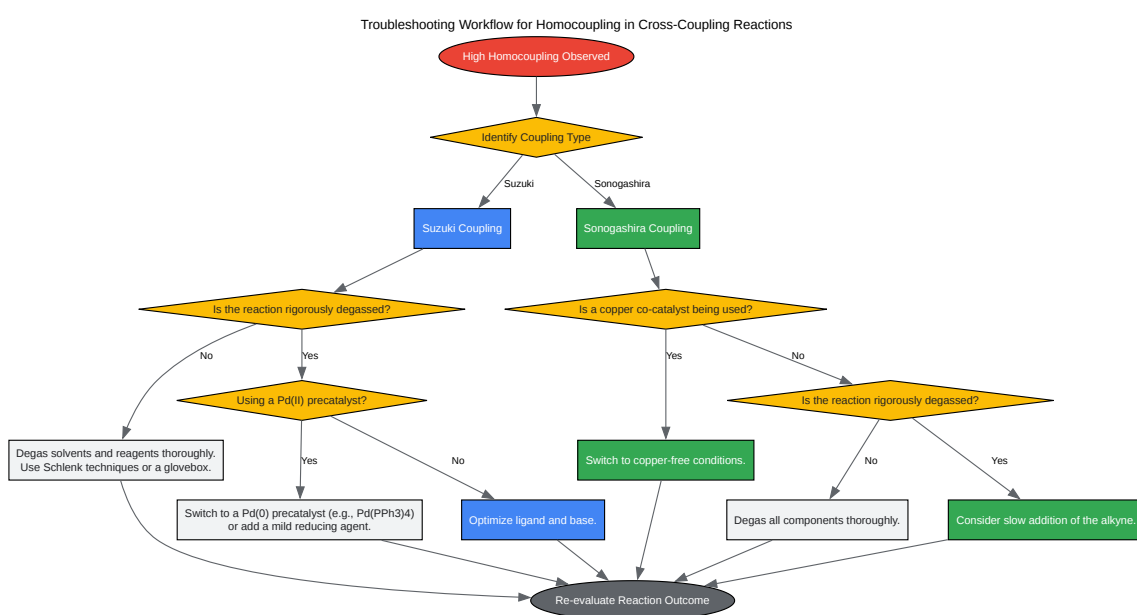 Troubleshooting Workflow for Homocoupling in Cross-Coupling Reactions
High Homocoupling Observed
Identify Coupling Type
Suzuki
Sonogashira
Suzuki Coupling
Sonogashira Coupling
Is the reaction rigorously degassed?
Is a copper co-catalyst being used?
No
Yes
Yes
No
Using a Pd(II) precatalyst?
Is the reaction rigorously degassed?
Degas solvents and reagents thoroughly.
Use Schlenk techniques or a glovebox.
Yes
No
Switch to copper-free conditions.
No
Yes
Switch to a Pd(0) precatalyst (e.g., Pd(PPh3)4)
or add a mild reducing agent.
Optimize ligand and base.
Degas all components thoroughly.
Consider slow addition of the alkyne.
Re-evaluate Reaction Outcome